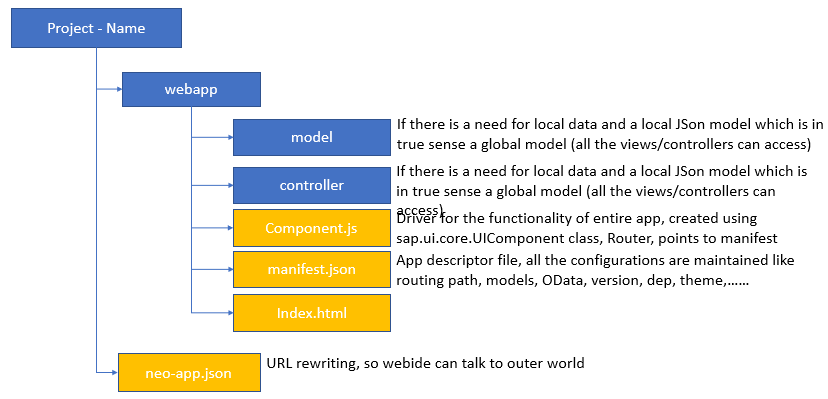 Project - Name
webapp
model
If there is a need for local data and a local JSon model which is in
true sense a global model (all the views/controllers can access)
controller
If there is a need for local data and a local JSon model which is
in true sense a global model (all the views/controllers can
access)
Component.js
Driver for the functionality of entire app, created using
sap.ui.core.UIComponent class, Router, points to manifest
manifest.json
App descriptor file, all the configurations are maintained like
routing path, models, OData, version, dep, theme,......
Index.html
neo-app.json
URL rewriting, so webide can talk to outer world